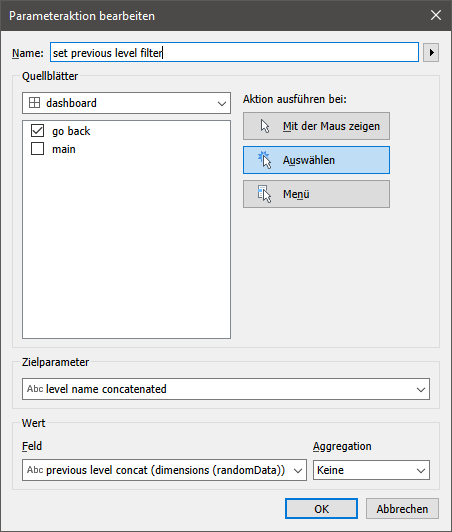 Parameteraktion bearbeiten
Name: set previous level filter
Quellblätter
dashboard
go back
main
Aktion ausführen bei:
Mit der Maus zeigen
Auswählen
Menü
Zielparameter
Abc level name concatenated
Wert
Feld
Abc previous level concat (dimensions (randomData))
Aggregation
Keine
OK
Abbrechen